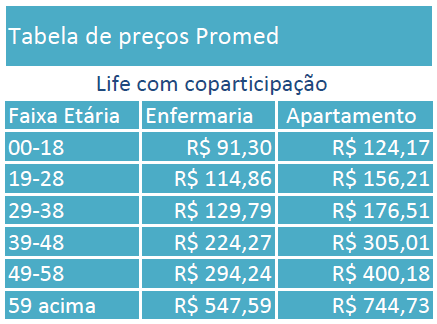 Tabela de preços Promed
Life com coparticipação
Faixa Etária Enfermaria Apartamento
00-18 R$ 91,30 R$ 124,17
19-28 R$ 114,86 R$ 156,21
29-38 R$ 129,79 R$ 176,51
39-48 R$ 224,27 R$ 305,01
49-58 R$ 294,24 R$ 400,18
59 acima R$ 547,59 R$ 744,73